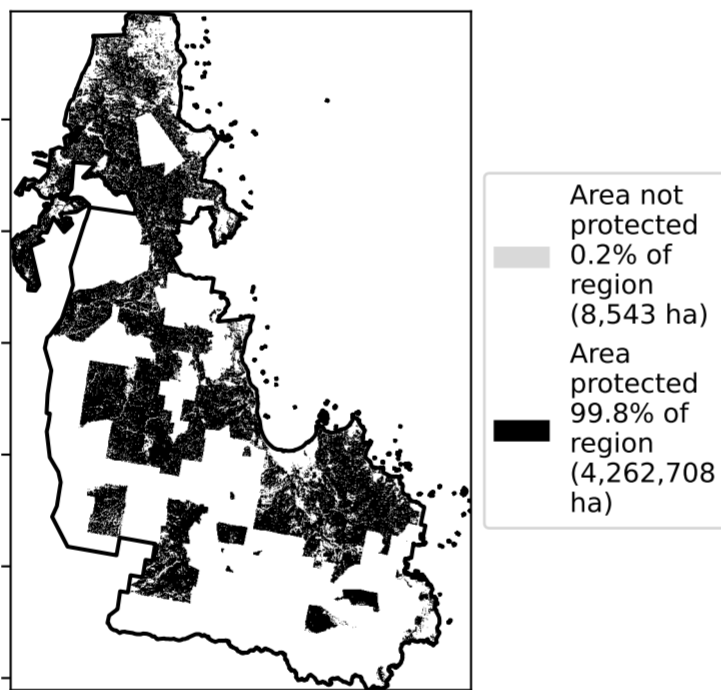 Area not
protected
0.2% of
region
(8,543 ha)
Area
protected
99.8% of
region
(4,262,708
ha)